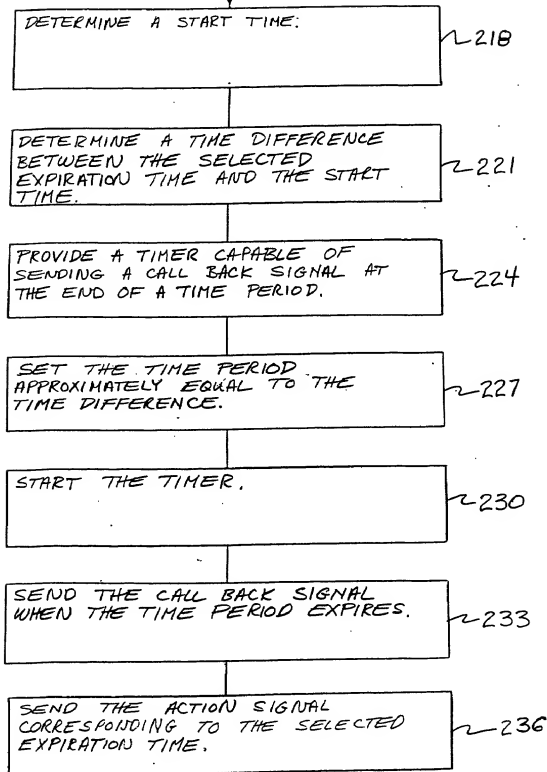 DETERMINE A START TIME.
218
DETERMINE A TIME DIFFERENCE
BETWEEN THE SELECTED
EXPIRATION TIME AND THE START
TIME.
221
PROVIDE A TIMER CAPABLE OF
SENDING A CALL BACK SIGNAL AT
THE END OF A TIME PERIOD.
224
SET THE TIME PERIOD
APPROXIMATELY EQUAL TO THE
TIME DIFFERENCE.
227
START THE TIMER.
230
SEND THE CALL BACK SIGNAL
WHEN THE TIME PERIOD EXPIRES.
233
SEND THE ACTION SIGNAL
CORRESPONDING TO THE SELECTED
EXPIRATION TIME.
236